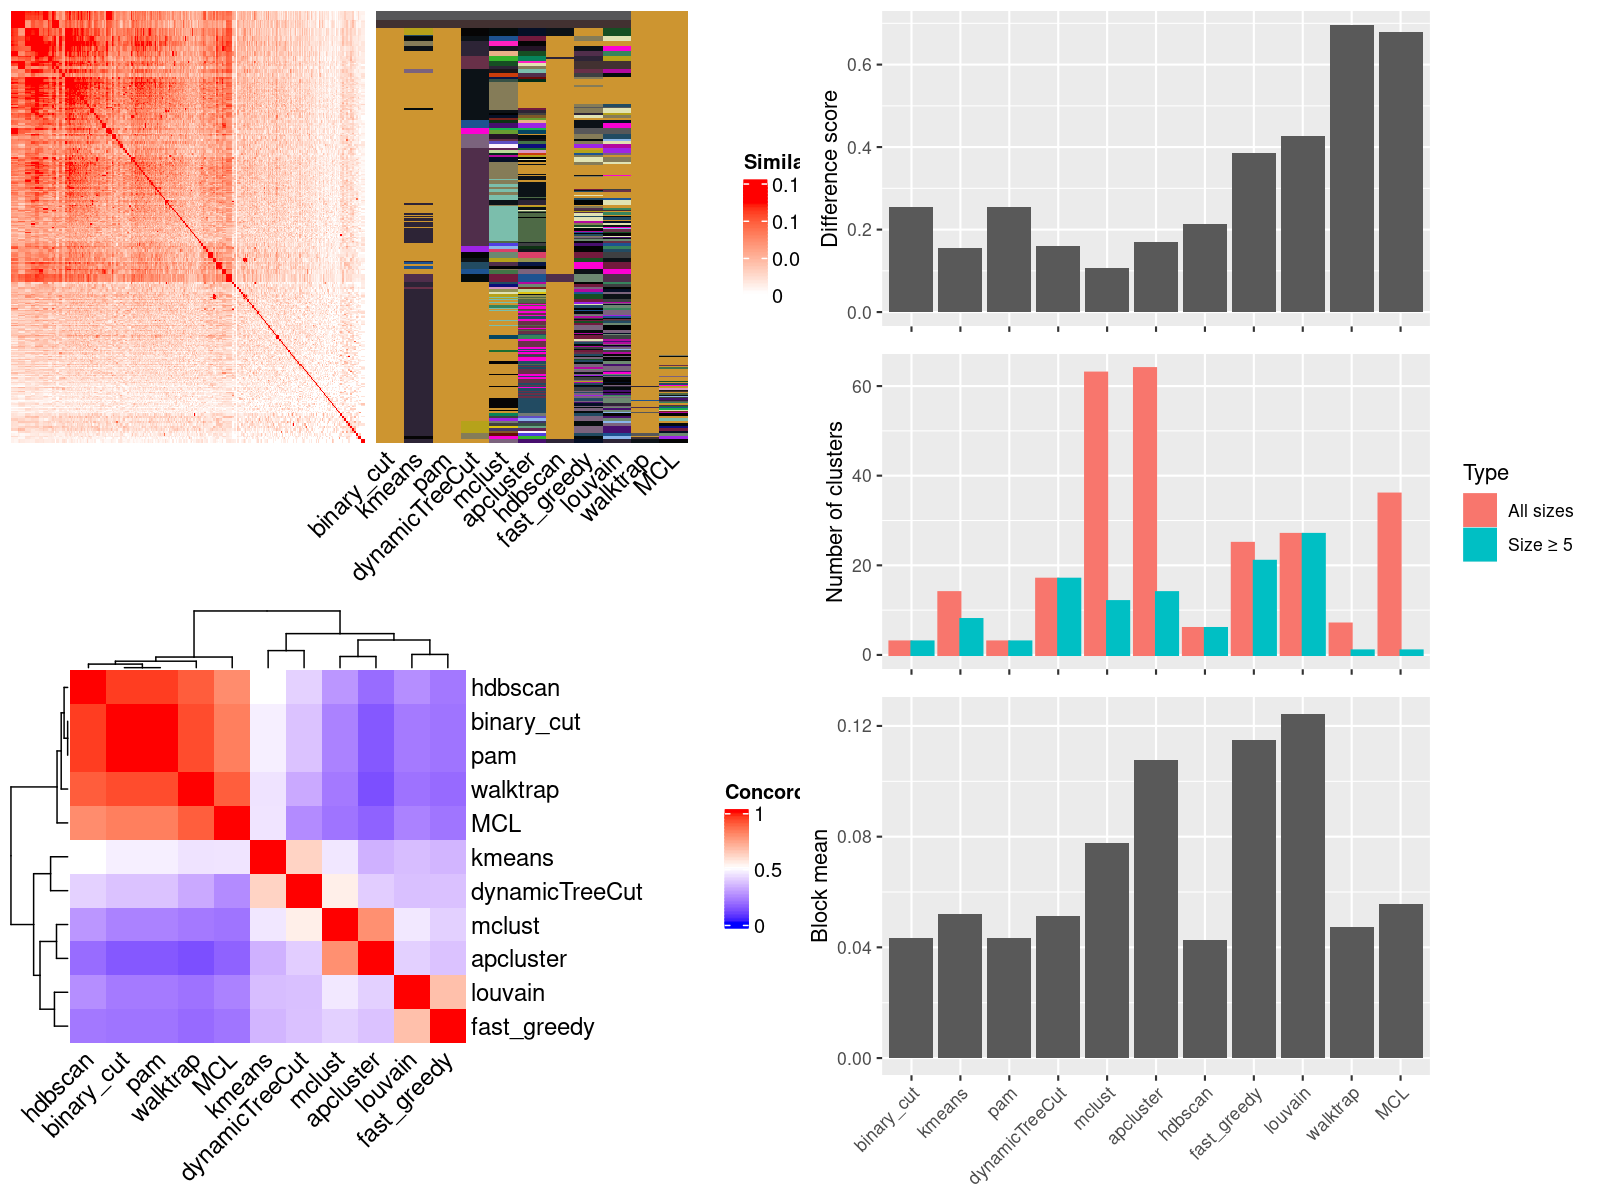 Simila
0.1
0.1
0.0
0
binary_cut
kmeans
pam
dynamicTreeCut
mclust
apcluster
hdbscan
fast_greedy
louvain
walktrap
MCL
Difference score
0.6
0.4
0.2
0.0
Number of clusters
60
40
20
0
Type
All sizes
Size ≥ 5
hdbscan
binary_cut
pam
walktrap
MCL
kmeans
dynamicTreeCut
mclust
apcluster
louvain
fast_greedy
Concord
1
0.5
0
hdbscan
binary_cut
pam
walktrap
MCL
kmeans
dynamicTreeCut
mclust
apcluster
louvain
fast_greedy
Block mean
0.12
0.08
0.04
0.00
binary_cut
kmeans
pam
dynamicTreeCut
mclust
apcluster
hdbscan
fast_greedy
louvain
walktrap
MCL